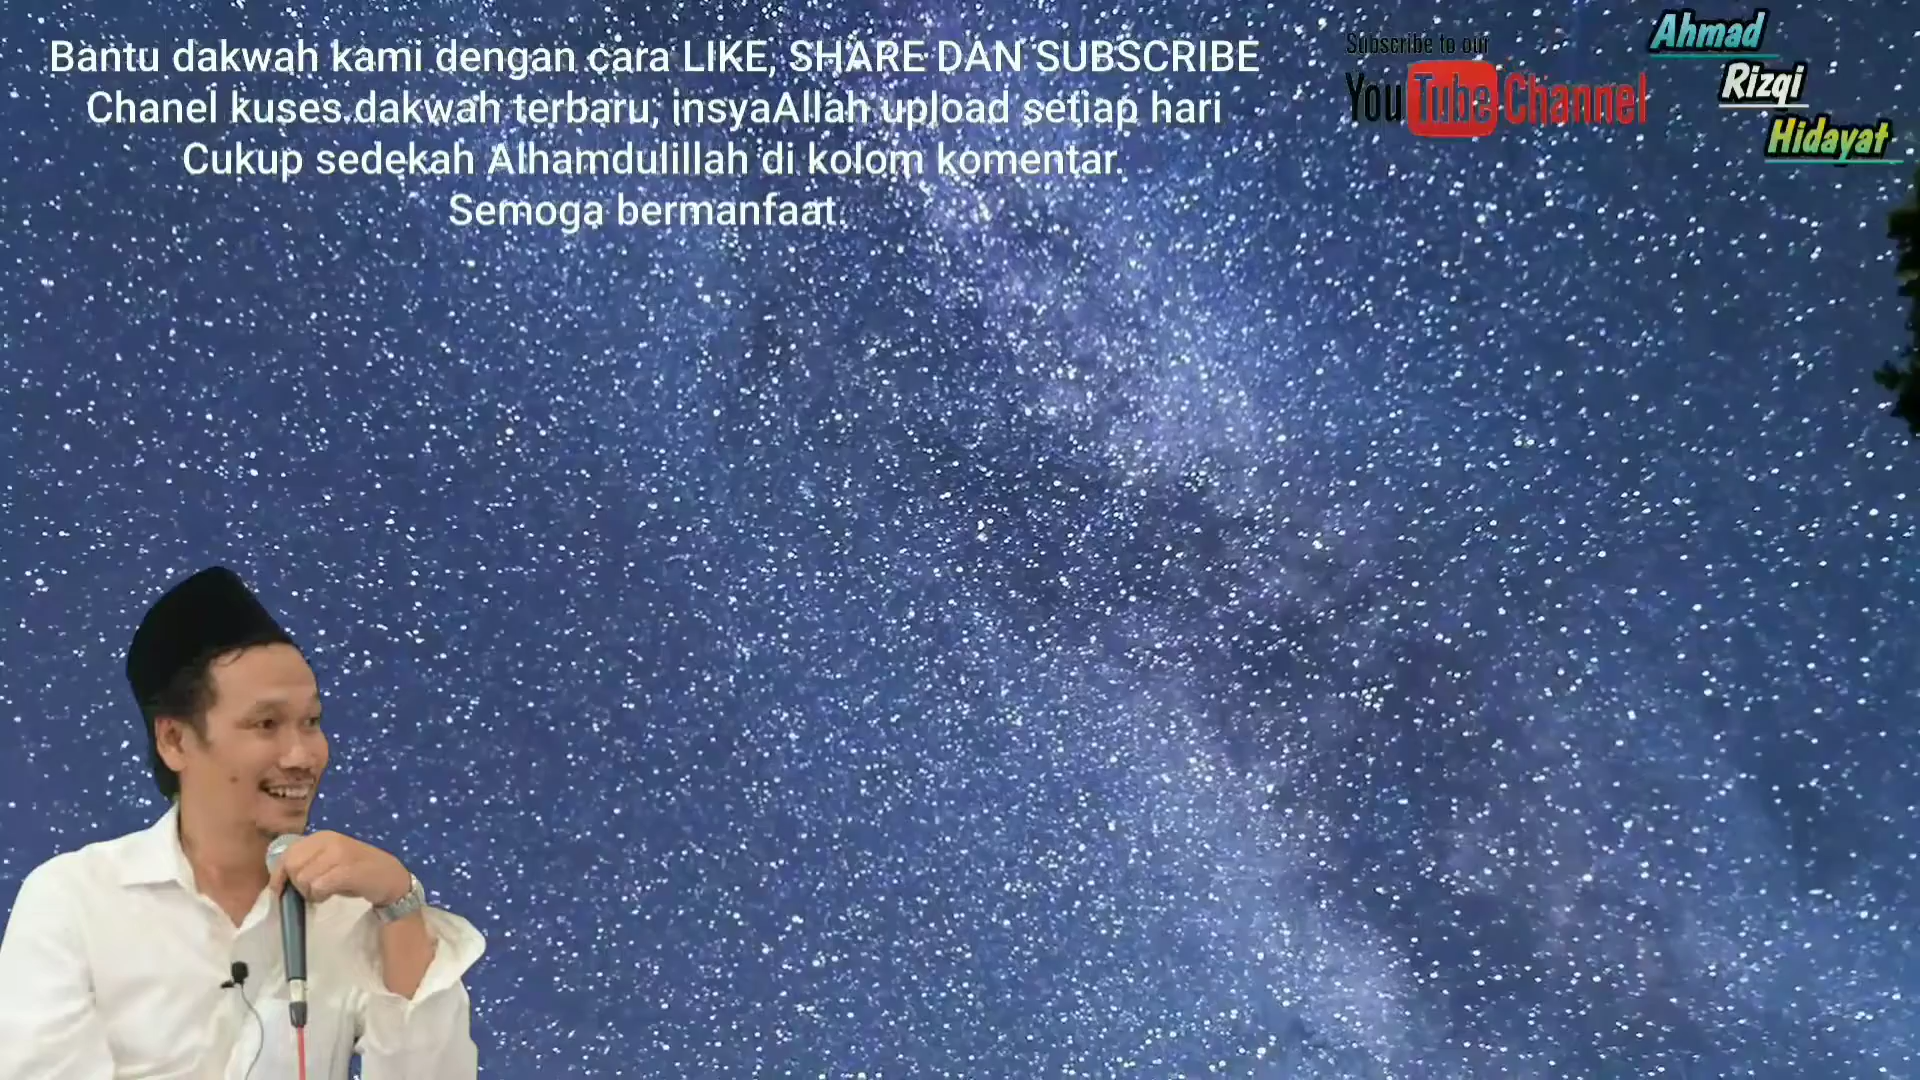 Bantu dakwah kami dengan cara LIKE, SHARE DAN SUBSCRIBE
Chanel kuses dakwah terbaru, insyaAllah upload setiap hari
Cukup sedekah Alhamdulillah di kolom komentar.
Semoga bermanfaat.
Subscribe to our
YouTube Channel
Ahmad
Rizqi
Hidayat